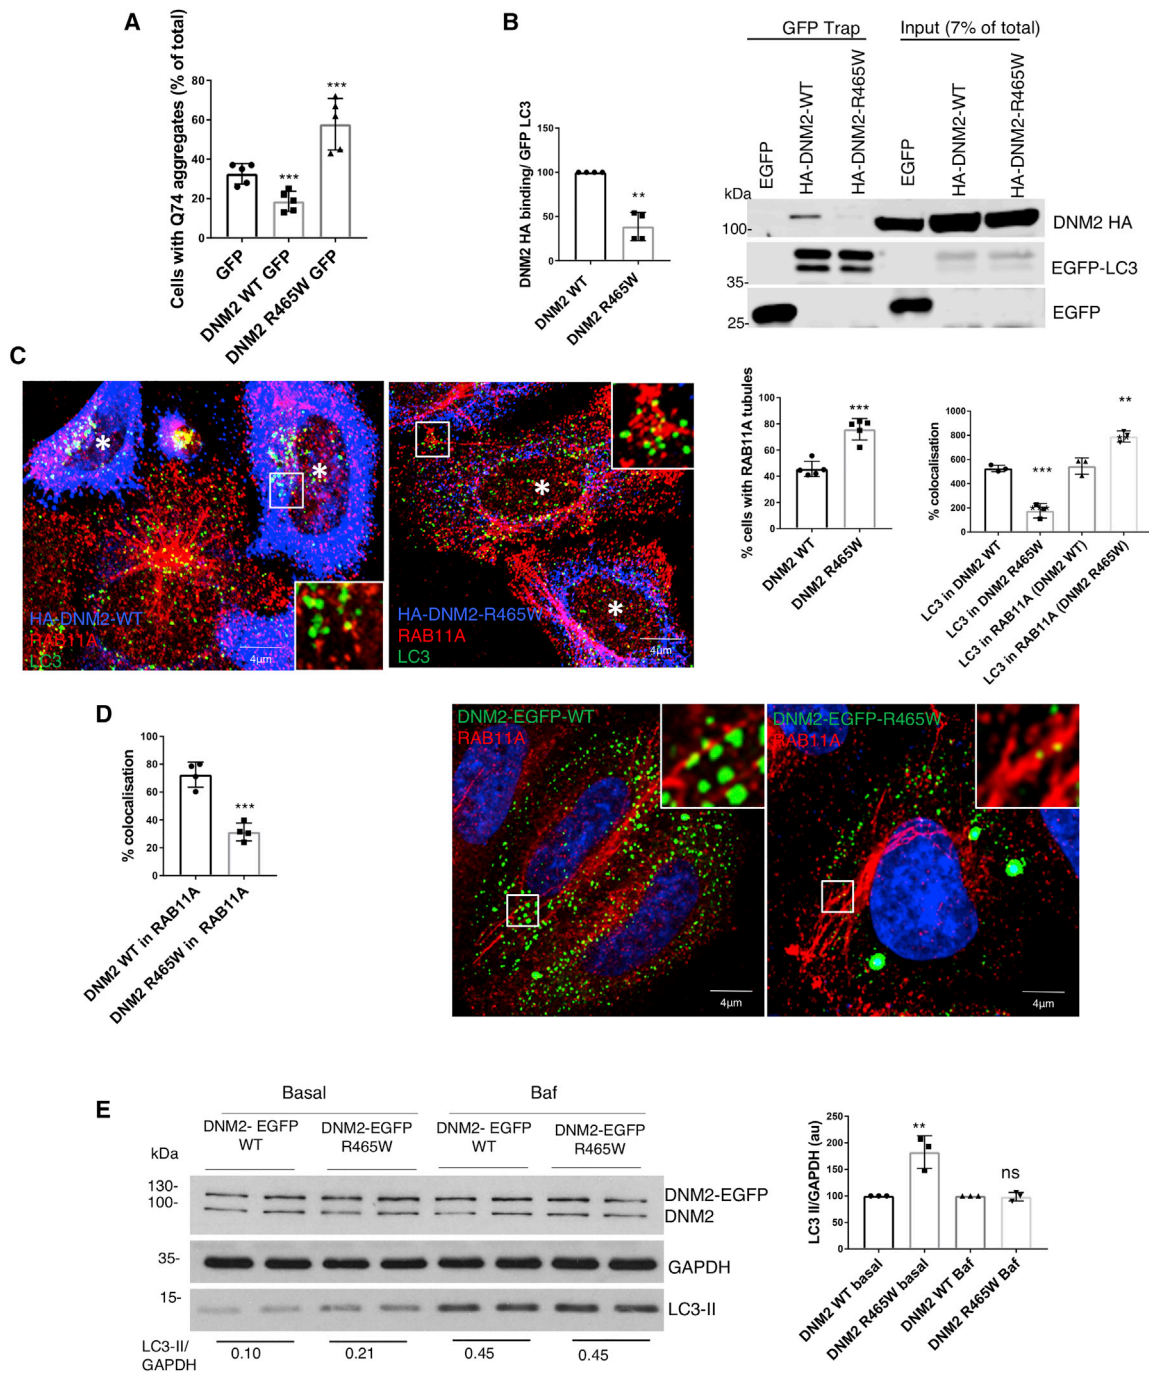 A
Cells with Q74 aggregates (% of total)
80
60
40
20
0
***
***
GFP
DNM2 WT GFP
DNM2 R465W GFP
B
DNM2 HA binding/ GFP LC3
150
100
50
0
**
DNM2 WT
DNM2 R465W
GFP Trap
Input (7% of total)
EGFP
HA-DNM2-WT
HA-DNM2-R465W
EGFP
HA-DNM2-WT
HA-DNM2-R465W
kDa
100-
DNM2 HA
35-
EGFP-LC3
25-
EGFP
C
*
*
HA-DNM2-WT
RAB11A
LC3
4µm
*
*
HA-DNM2-R465W
RAB11A
LC3
4µm
% cells with RAB11A tubules
100
80
60
40
20
0
***
DNM2 WT
DNM2 R465W
% colocalisation
1000
800
600
400
200
0
***
**
LC3 in DNM2 WT
LC3 in DNM2 R465W
LC3 in RAB11A (DNM2 WT)
LC3 in RAB11A (DNM2 R465W)
D
% colocalisation
100
80
60
40
20
0
***
DNM2 WT in RAB11A
DNM2 R465W in RAB11A
DNM2-EGFP-WT
RAB11A
4µm
DNM2-EGFP-R465W
RAB11A
4µm
E
Basal
Baf
kDa
DNM2- EGFP
WT
DNM2-EGFP
R465W
DNM2- EGFP
WT
DNM2-EGFP
R465W
130-
100-
DNM2-EGFP
DNM2
35-
GAPDH
15-
LC3-II
LC3-II/
GAPDH
0.10
0.21
0.45
0.45
LC3 II/GAPDH (au)
250
200
150
100
50
0
**
ns
DNM2 WT basal
DNM2 R465W basal
DNM2 WT Baf
DNM2 R465W Baf